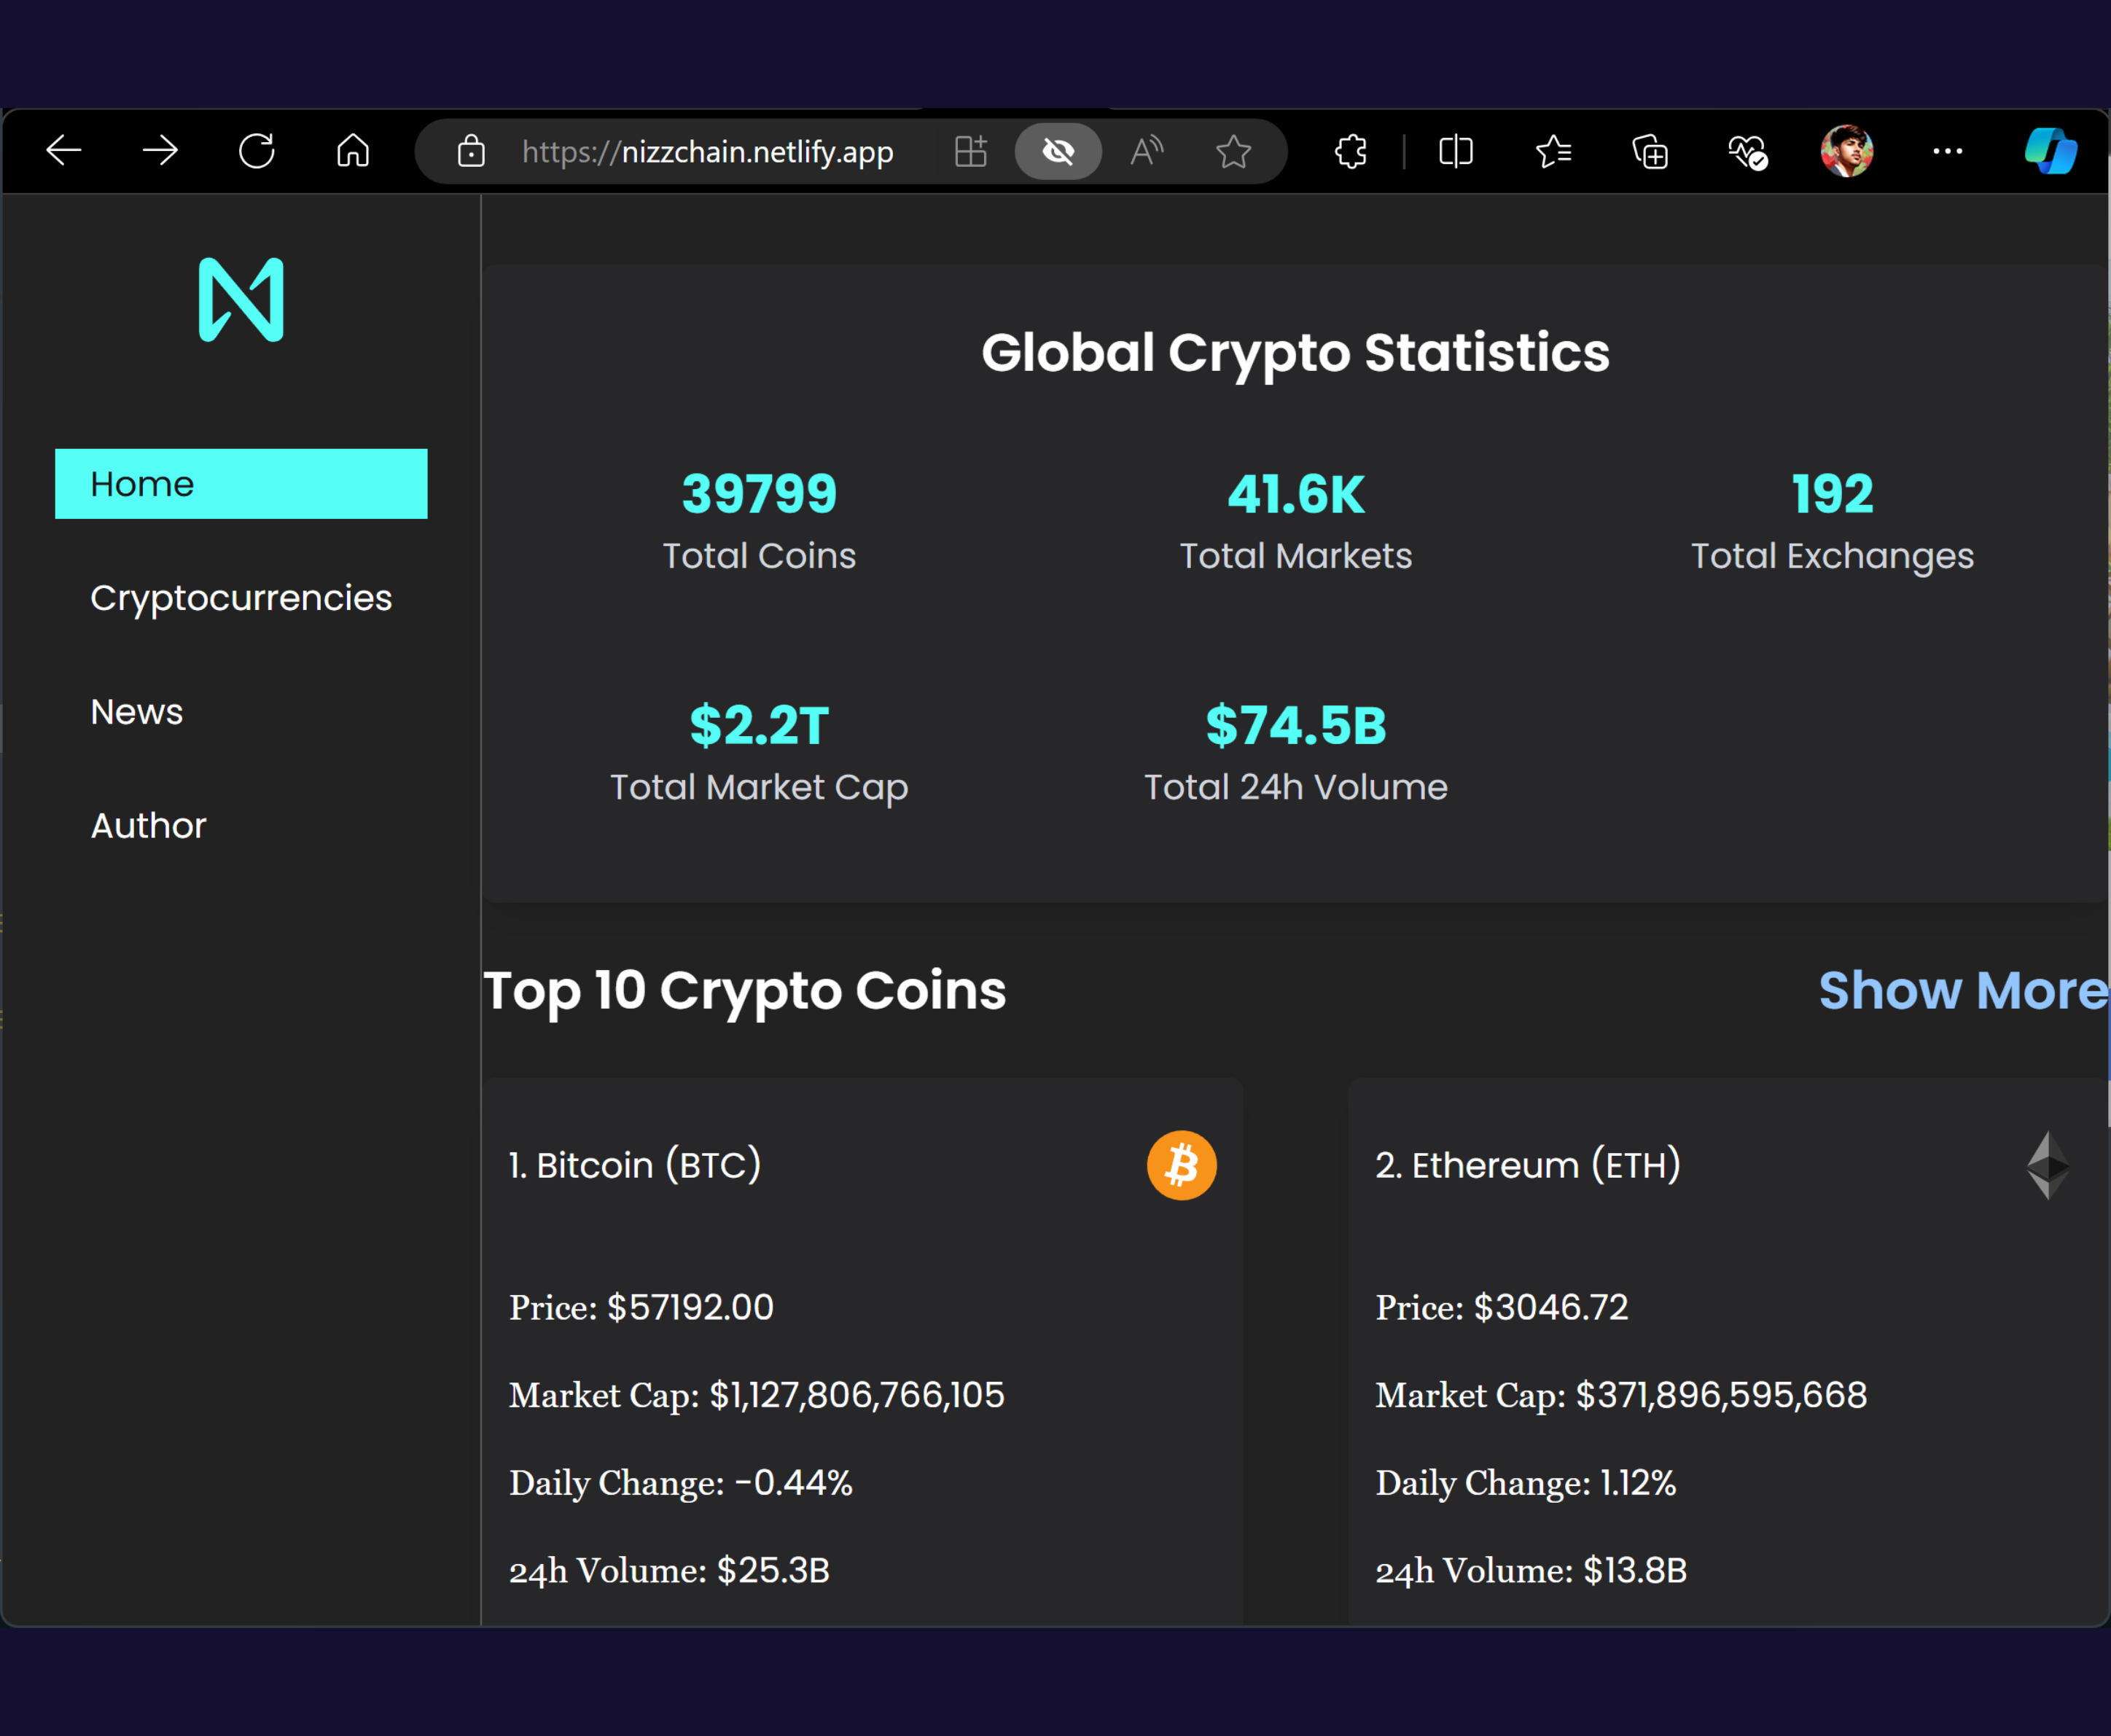 https://nizzchain.netlify.app
Home
Cryptocurrencies
News
Author
Global Crypto Statistics
39799
Total Coins
41.6K
Total Markets
192
Total Exchanges
$2.2T
Total Market Cap
$74.5B
Total 24h Volume
Top 10 Crypto Coins
Show More
1. Bitcoin (BTC)
Price: $57192.00
Market Cap: $1,127,806,766,105
Daily Change: -0.44%
24h Volume: $25.3B
2. Ethereum (ETH)
Price: $3046.72
Market Cap: $371,896,595,668
Daily Change: 1.12%
24h Volume: $13.8B